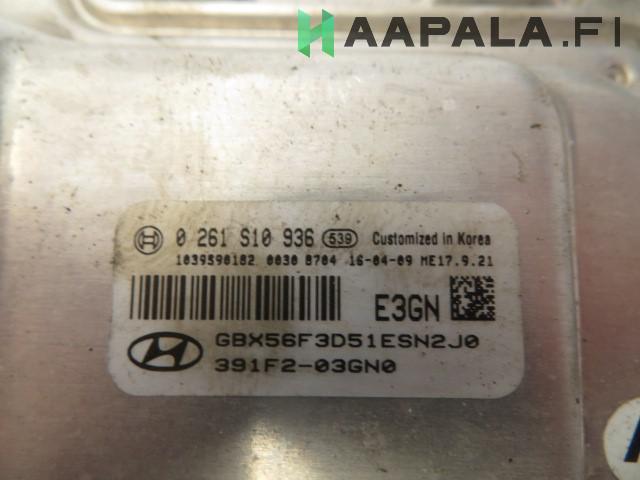 HAAPALA.FI
0 261 S10 936 539 Customized in Korea
1039S90182 0030 8704 16-04-09 ME17.9.21
E3GN
GBX56F3D51ESN2J0
391F2-03GN0